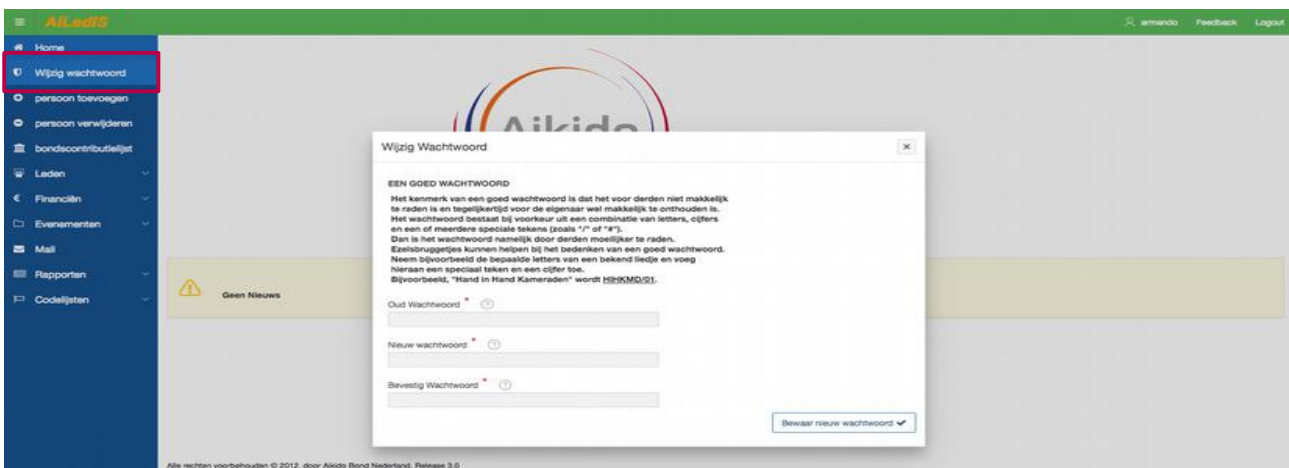 AiLedIS
armando Feedback Logout
Home
Wijzig wachtwoord
persoon toevoegen
persoon verwijderen
bondscontributielijst
Leden
Financiën
Evenementen
Mail
Rapporten
Codelijsten
Aikido
Wijzig Wachtwoord
EEN GOED WACHTWOORD
Het kenmerk van een goed wachtwoord is dat het voor derden niet makkelijk
te raden is en tegelijkertijd voor de eigenaar wel makkelijk te onthouden is.
Het wachtwoord bestaat bij voorkeur uit een combinatie van letters, cijfers
en een of meerdere speciale tekens (zoals "/" of "#").
Dan is het wachtwoord namelijk door derden moeilijker te raden.
Ezelsbruggetjes kunnen helpen bij het bedenken van een goed wachtwoord.
Neem bijvoorbeeld de bepaalde letters van een bekend liedje en voeg
hieraan een speciaal teken en een cijfer toe.
Bijvoorbeeld, "Hand in Hand Kameraden" wordt HIHKMD/01.
Geen Nieuws
Oud Wachtwoord * ?
Nieuw wachtwoord * ?
Bevestig Wachtwoord * ?
Bewaar nieuw wachtwoord
Alle rechten voorbehouden © 2012, door Aikido Bond Nederland. Release 3.0